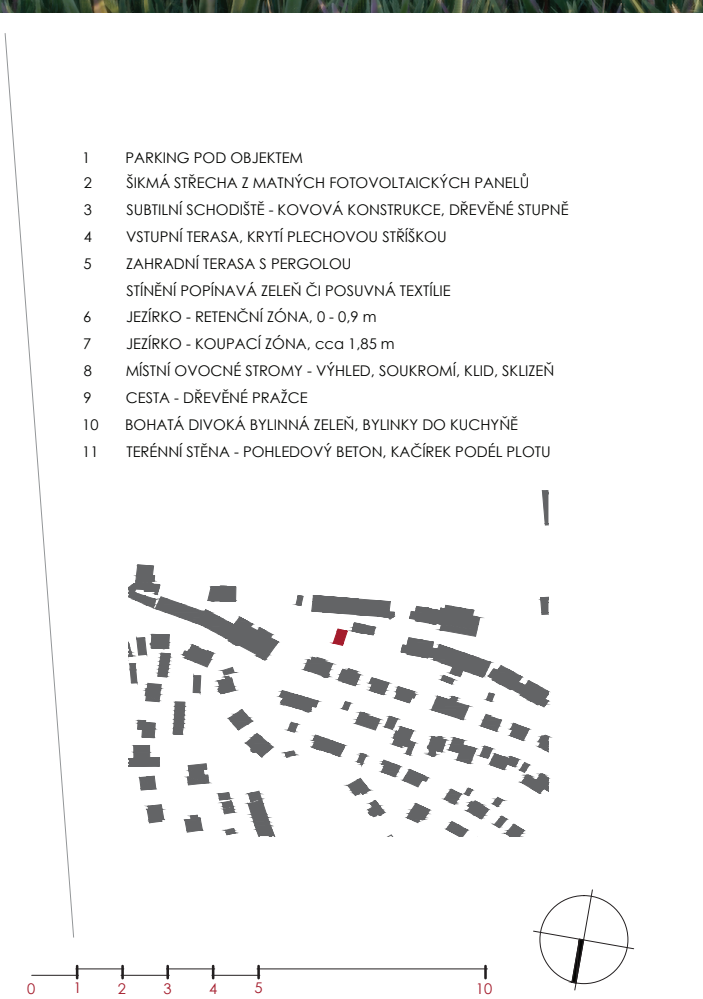 1 PARKING POD OBJEKTEM
2 ŠIKMÁ STŘECHA Z MATNÝCH FOTOVOLTAICKÝCH PANELŮ
3 SUBTILNÍ SCHODIŠTĚ - KOVOVÁ KONSTRUKCE, DŘEVĚNÉ STUPNĚ
4 VSTUPNÍ TERASA, KRYTÍ PLECHOVOU STŘÍŠKOU
5 ZAHRADNÍ TERASA S PERGOLOU
STÍNĚNÍ POPÍNAVÁ ZELEŇ ČI POSUVNÁ TEXTÍLIE
6 JEZÍRKO - RETENČNÍ ZÓNA, 0 - 0,9 m
7 JEZÍRKO - KOUPACÍ ZÓNA, cca 1,85 m
8 MÍSTNÍ OVOCNÉ STROMY - VÝHLED, SOUKROMÍ, KLID, SKLIZEŇ
9 CESTA - DŘEVĚNÉ PRAŽCE
10 BOHATÁ DIVOKÁ BYLINNÁ ZELEŇ, BYLINKY DO KUCHYŇĚ
11 TERÉNNÍ STĚNA - POHLEDOVÝ BETON, KAČÍREK PODÉL PLOTU
0 1 2 3 4 5 10